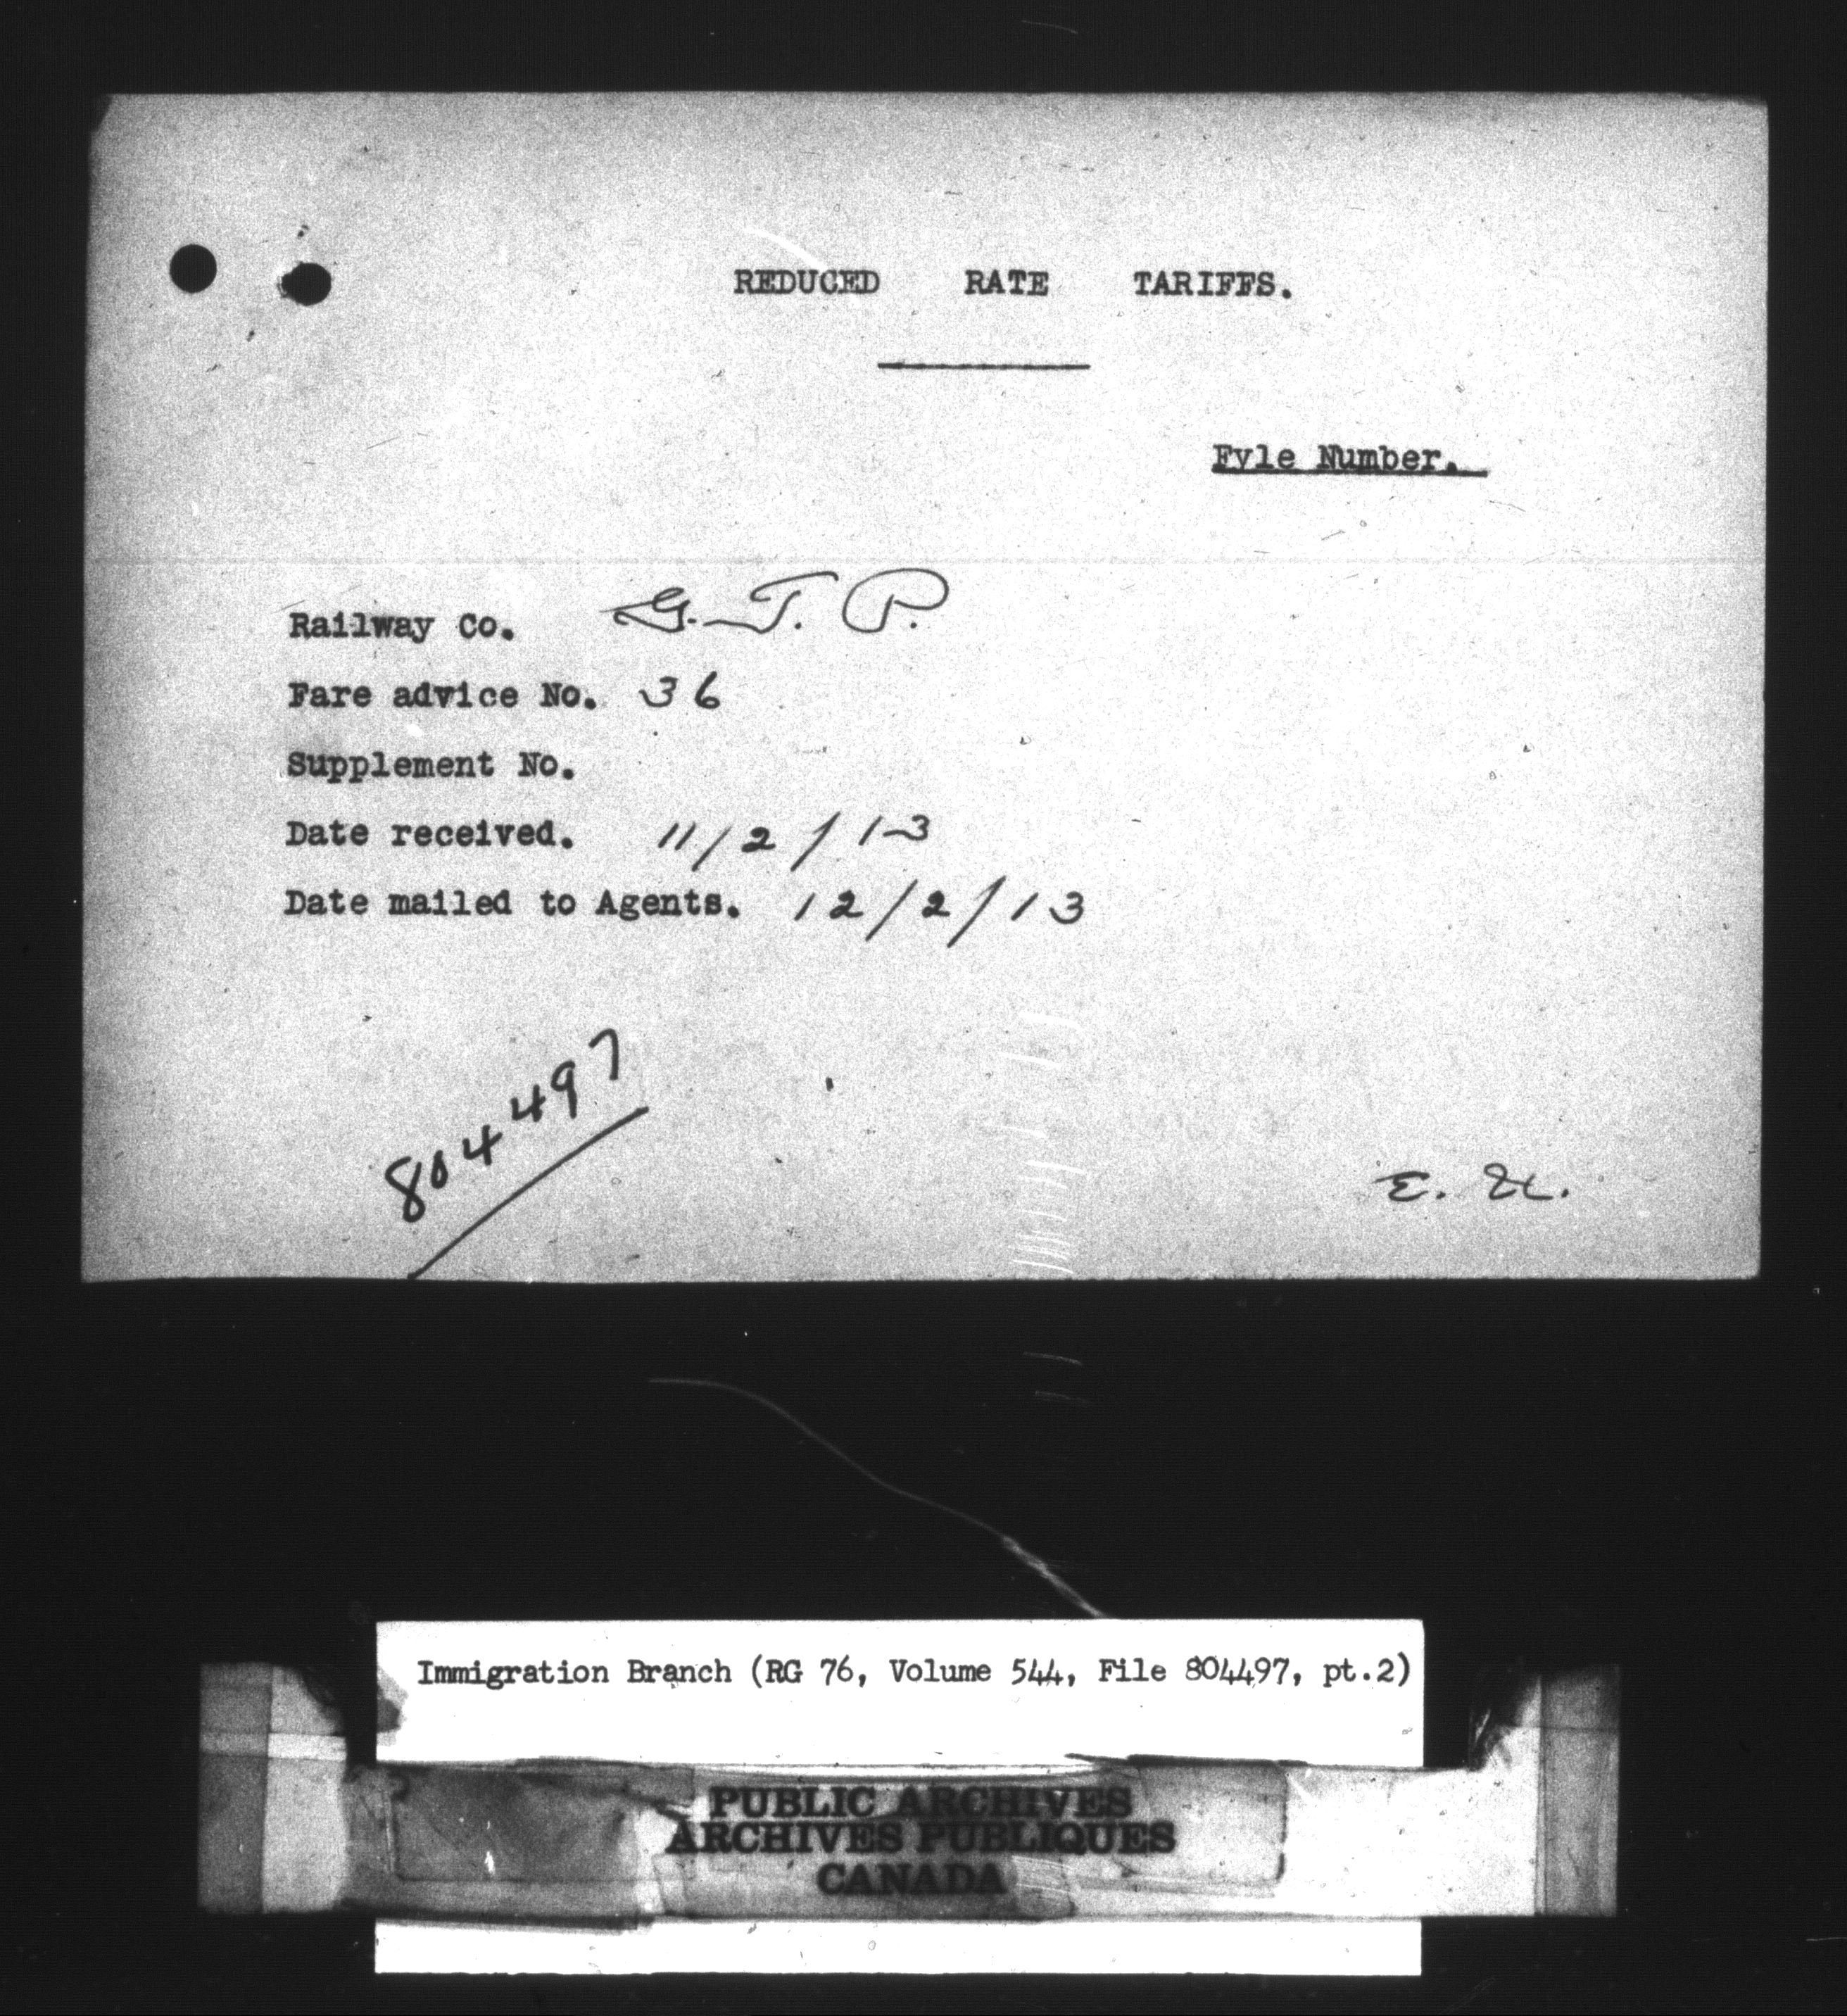 REDUCED RATE TARIFFS.
Fyle Number.
Railway Co. G. T. P.
Fare advice No. 36
Supplement No.
Date received. 11/2/13
Date mailed to Agents. 12/2/13
804497
E.
Immigration Branch (RG 76, Volume 544, File 804497, pt.2)
PUBLIC ARCHIVES
ARCHIVES PUBLIQUES
CANADA